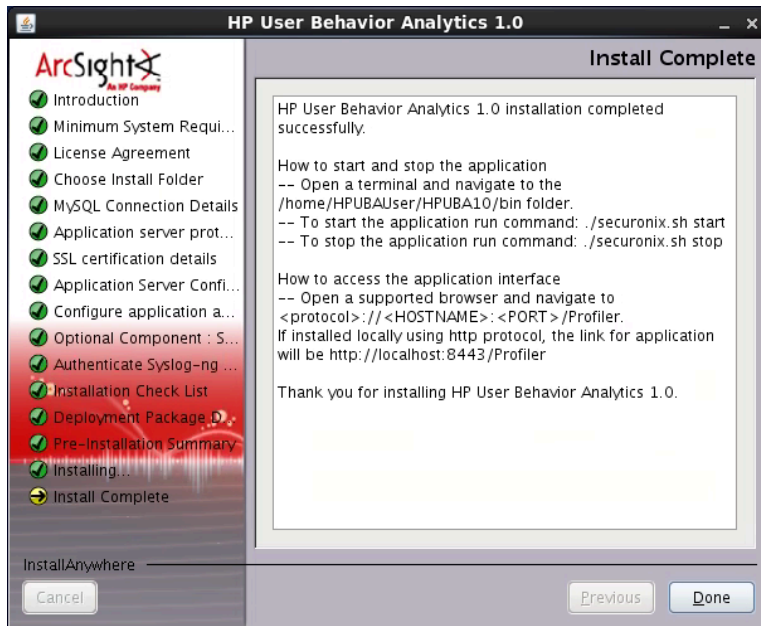 HP User Behavior Analytics 1.0
ArcSight
An HP Company
Introduction
Minimum System Requi...
License Agreement
Choose Install Folder
MySQL Connection Details
Application server prot...
SSL certification details
Application Server Confi...
Configure application a...
Optional Component : S...
Authenticate Syslog-ng ...
Installation Check List
Deployment Package D...
Pre-Installation Summary
Installing...
Install Complete
Install Complete
HP User Behavior Analytics 1.0 installation completed
successfully.
How to start and stop the application
-- Open a terminal and navigate to the
/home/HPUBAUser/HPUBA10/bin folder.
-- To start the application run command: ./securonix.sh start
-- To stop the application run command: ./securonix.sh stop
How to access the application interface
-- Open a supported browser and navigate to
<protocol>://<HOSTNAME>:<PORT>/Profiler.
If installed locally using http protocol, the link for application
will be http://localhost:8443/Profiler
Thank you for installing HP User Behavior Analytics 1.0.
InstallAnywhere
Cancel
Previous
Done